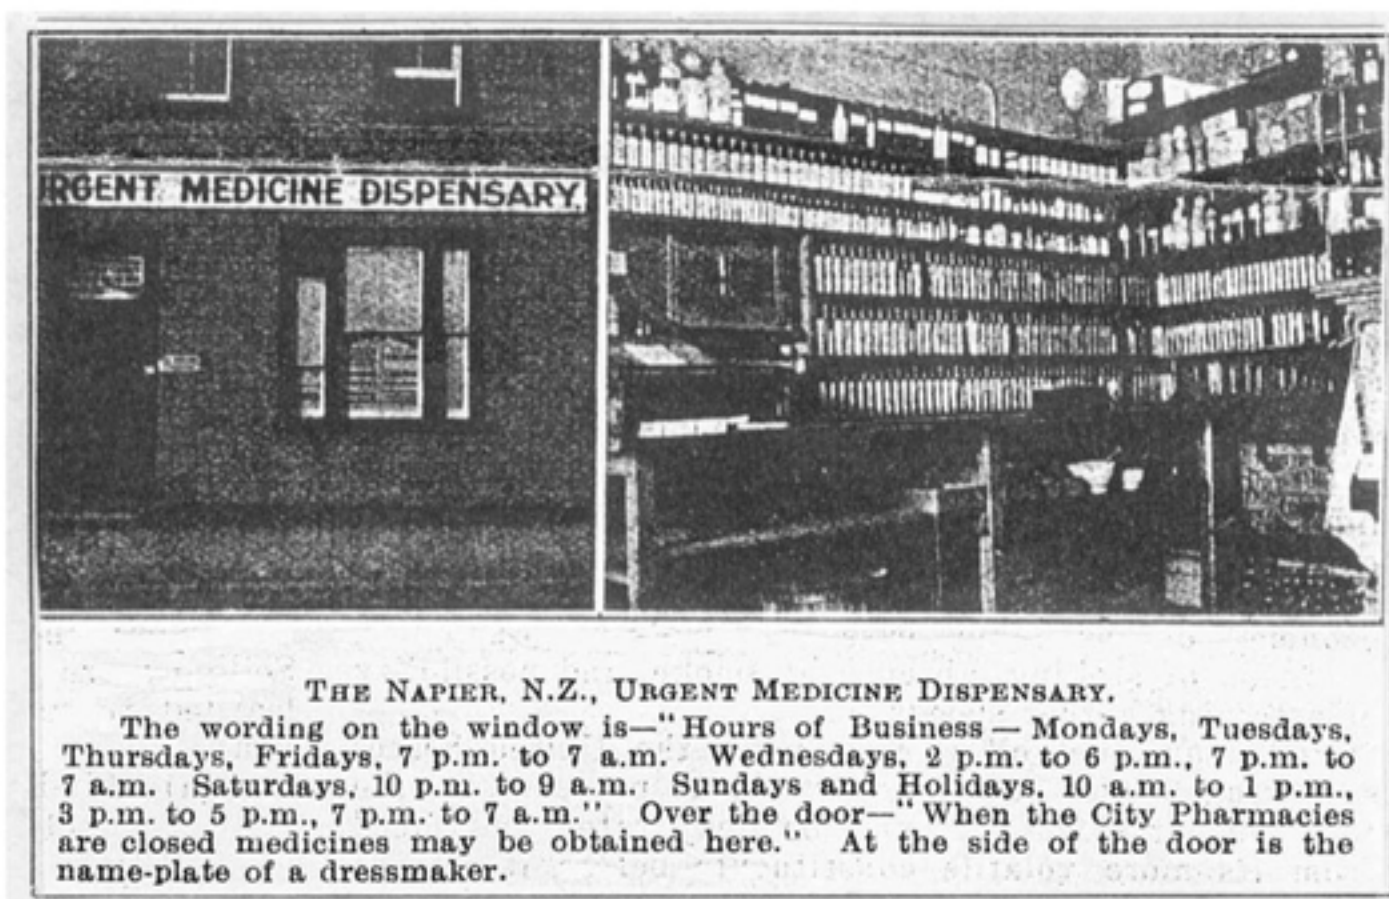 URGENT MEDICINE DISPENSARY.
THE NAPIER, N.Z., URGENT MEDICINE DISPENSARY.
The wording on the window is—"Hours of Business — Mondays, Tuesdays,
Thursdays, Fridays, 7 p.m. to 7 a.m. Wednesdays, 2 p.m. to 6 p.m., 7 p.m. to
7 a.m. Saturdays, 10 p.m. to 9 a.m. Sundays and Holidays, 10 a.m. to 1 p.m.,
3 p.m. to 5 p.m., 7 p.m. to 7 a.m." Over the door—"When the City Pharmacies
are closed medicines may be obtained here." At the side of the door is the
name-plate of a dressmaker.